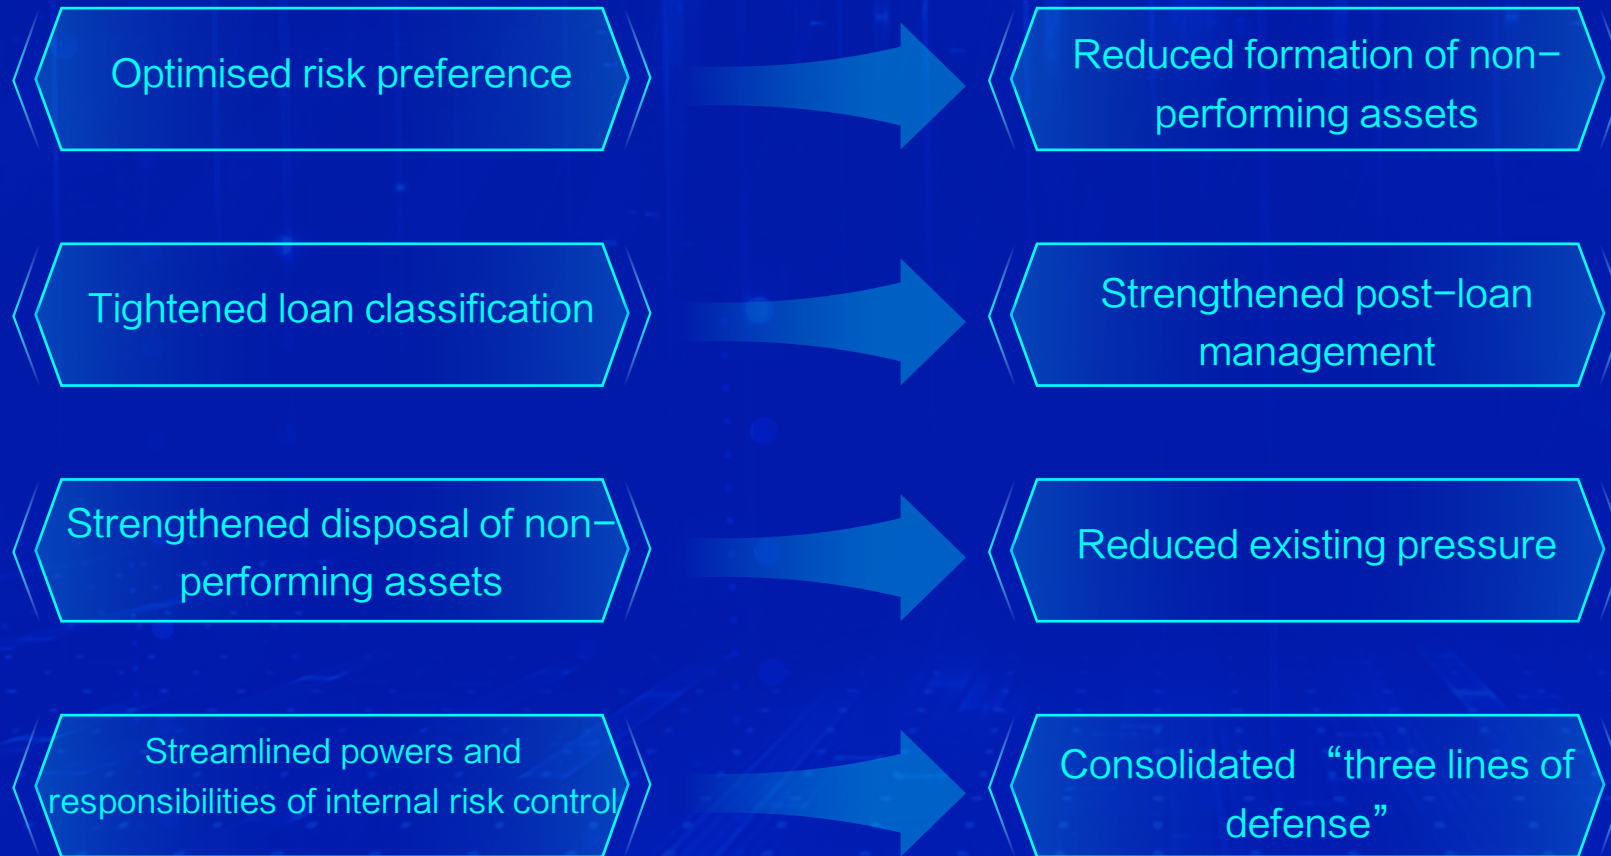 Optimised risk preference
Reduced formation of non-
performing assets
Tightened loan classification
Strengthened post-loan
management
Strengthened disposal of non-
performing assets
Reduced existing pressure
Streamlined powers and
responsibilities of internal risk control
Consolidated “three lines of
defense”